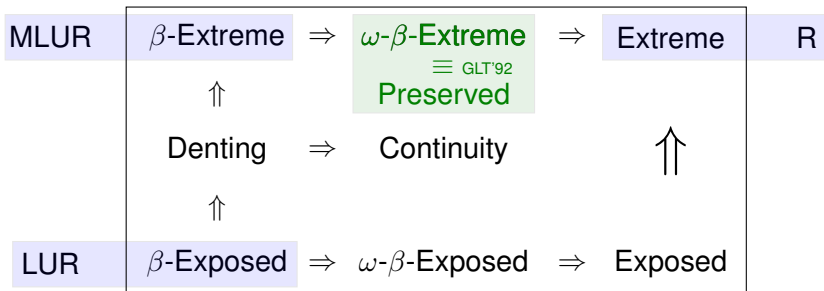 MLUR β-Extreme ⇒ ω-β-Extreme ⇒ Extreme R
≡ GLT'92
⇑ Preserved
Denting ⇒ Continuity ⇑
⇑
LUR β-Exposed ⇒ ω-β-Exposed ⇒ Exposed